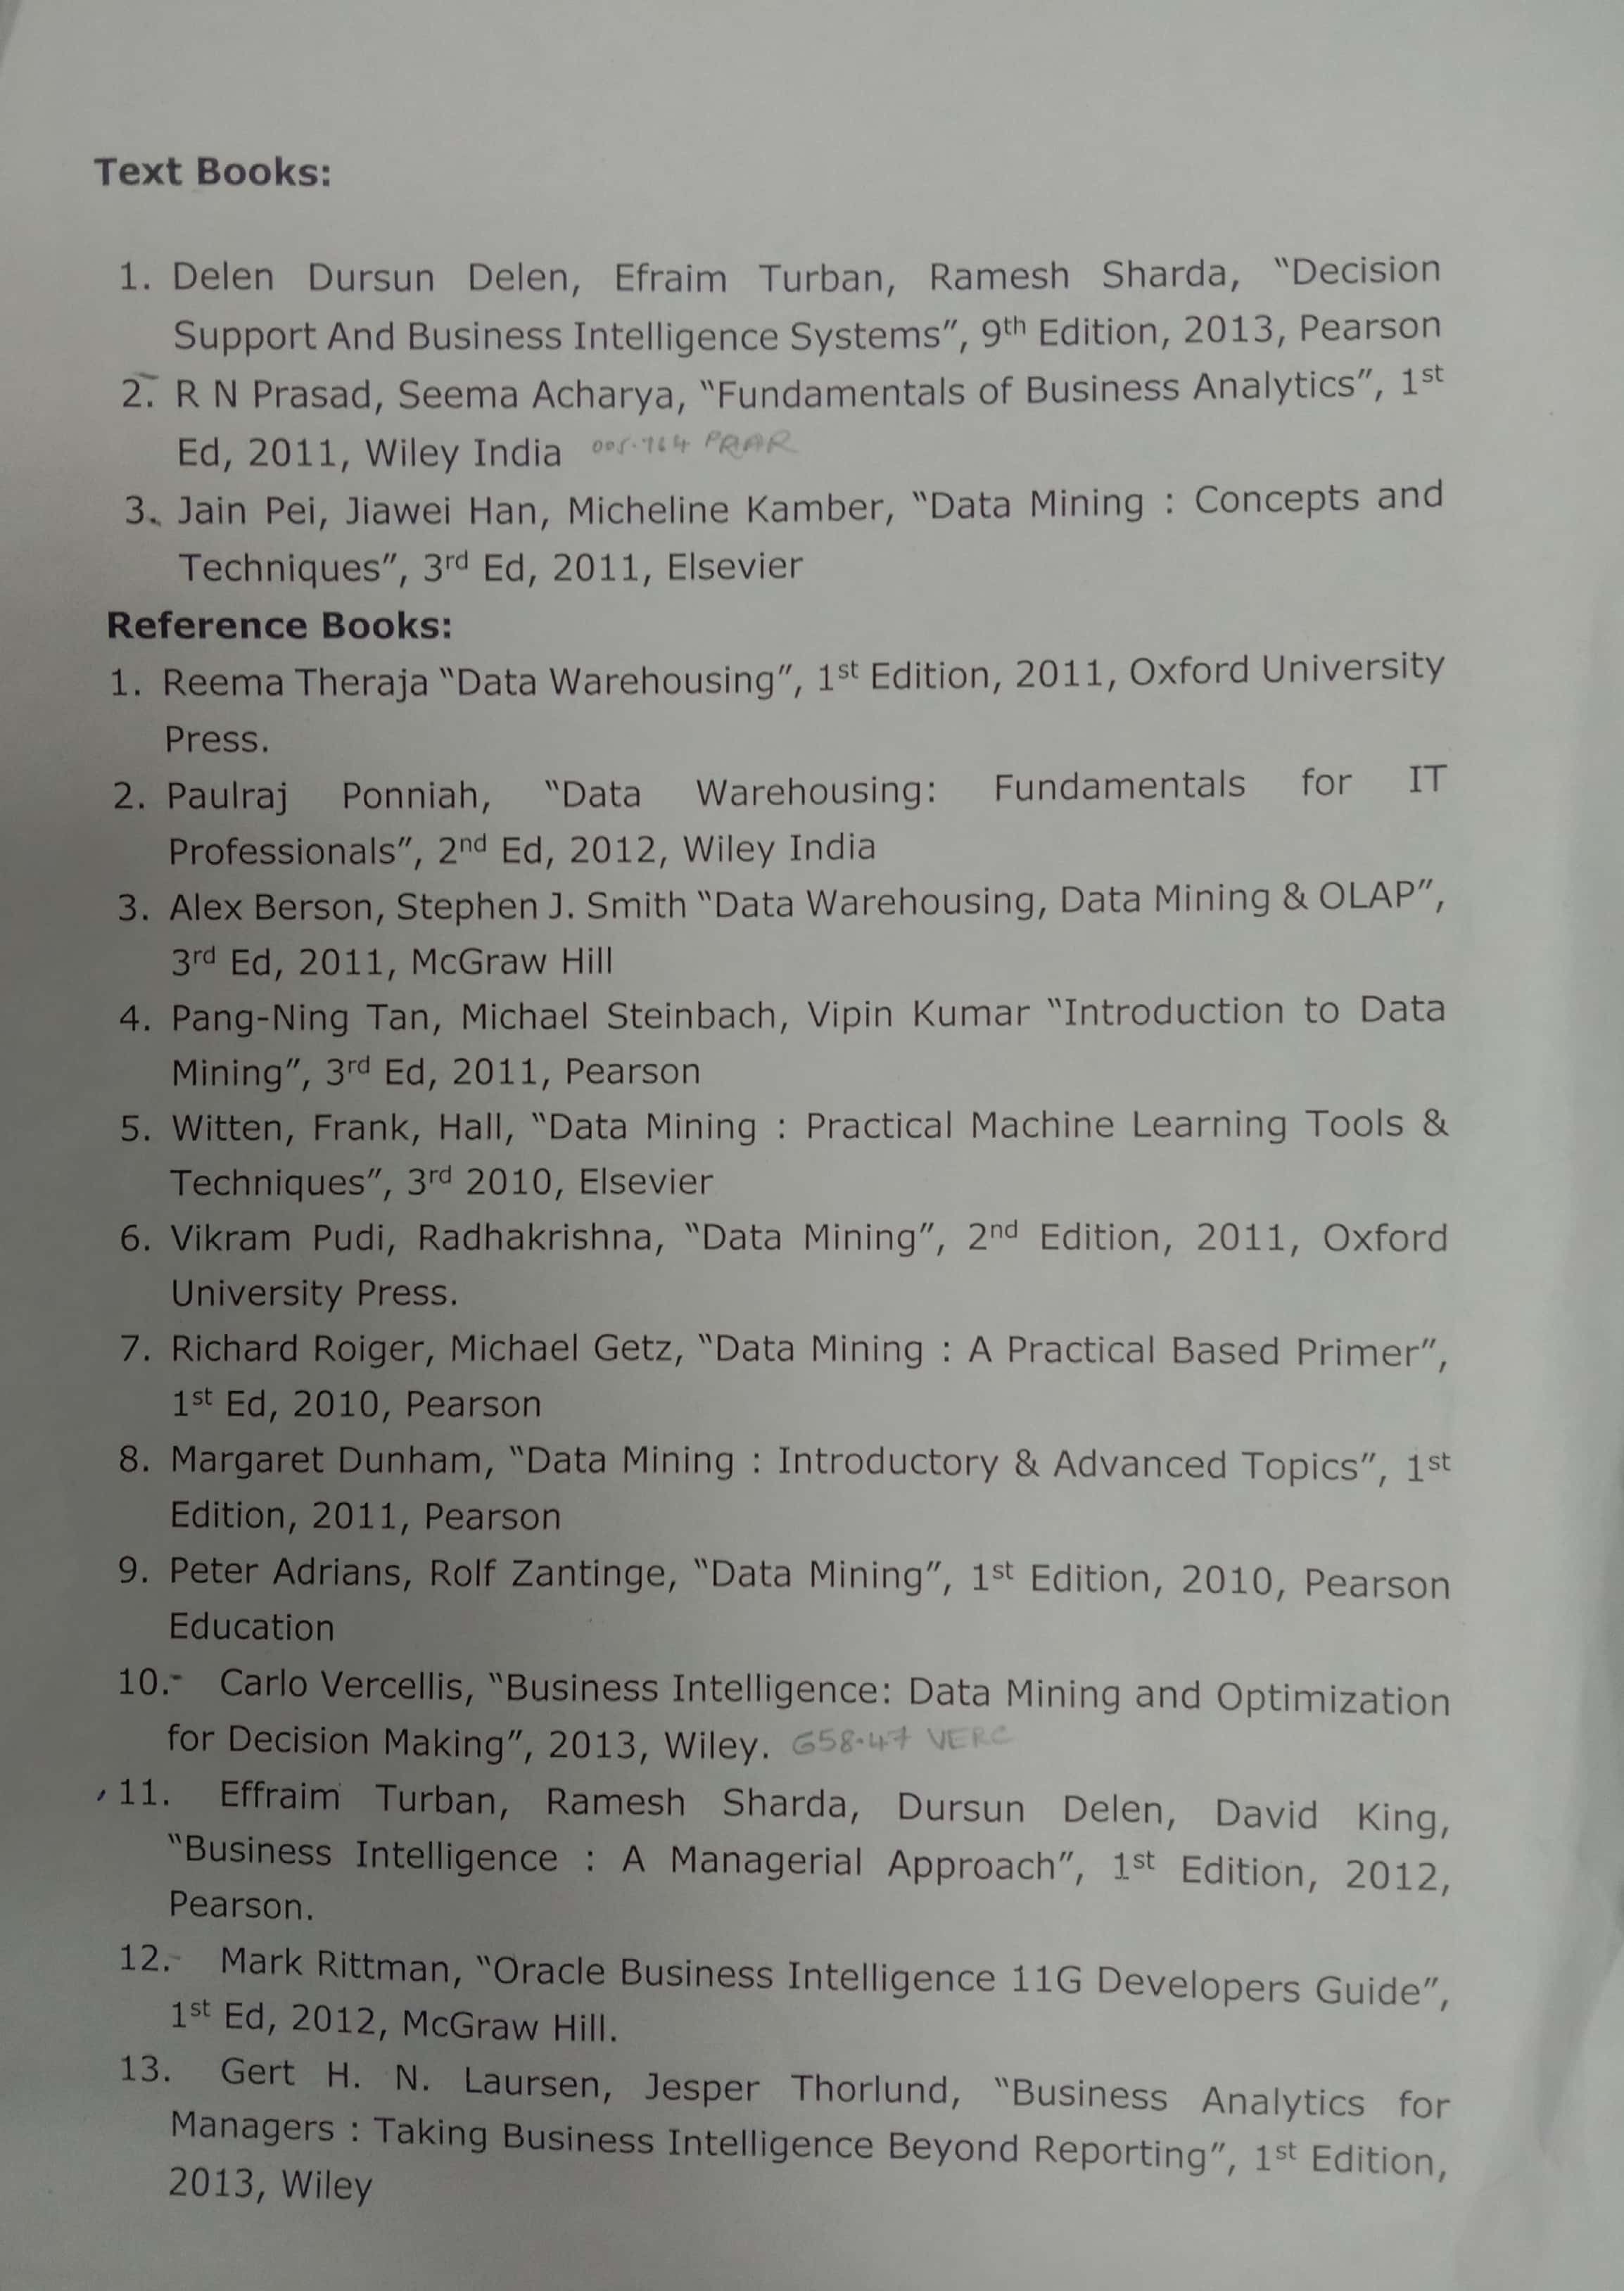 Text Books:
1. Delen Dursun Delen, Efraim Turban, Ramesh Sharda, “Decision
Support And Business Intelligence Systems”, 9th Edition, 2013, Pearson
2. R N Prasad, Seema Acharya, “Fundamentals of Business Analytics”, 1st
Ed, 2011, Wiley India
3. Jain Pei, Jiawei Han, Micheline Kamber, “Data Mining : Concepts and
Techniques”, 3rd Ed, 2011, Elsevier
Reference Books:
1. Reema Theraja “Data Warehousing”, 1st Edition, 2011, Oxford University
Press.
2. Paulraj Ponniah, “Data Warehousing: Fundamentals for IT
Professionals”, 2nd Ed, 2012, Wiley India
3. Alex Berson, Stephen J. Smith “Data Warehousing, Data Mining & OLAP”,
3rd Ed, 2011, McGraw Hill
4. Pang-Ning Tan, Michael Steinbach, Vipin Kumar “Introduction to Data
Mining”, 3rd Ed, 2011, Pearson
5. Witten, Frank, Hall, “Data Mining : Practical Machine Learning Tools &
Techniques”, 3rd 2010, Elsevier
6. Vikram Pudi, Radhakrishna, “Data Mining”, 2nd Edition, 2011, Oxford
University Press.
7. Richard Roiger, Michael Getz, “Data Mining : A Practical Based Primer”,
1st Ed, 2010, Pearson
8. Margaret Dunham, “Data Mining : Introductory & Advanced Topics”, 1st
Edition, 2011, Pearson
9. Peter Adrians, Rolf Zantinge, “Data Mining”, 1st Edition, 2010, Pearson
Education
10. Carlo Vercellis, “Business Intelligence: Data Mining and Optimization
for Decision Making”, 2013, Wiley. 658.47 VERC
11. Effraim Turban, Ramesh Sharda, Dursun Delen, David King,
“Business Intelligence : A Managerial Approach”, 1st Edition, 2012,
Pearson.
12. Mark Rittman, “Oracle Business Intelligence 11G Developers Guide”,
1st Ed, 2012, McGraw Hill.
13. Gert H. N. Laursen, Jesper Thorlund, “Business Analytics for
Managers : Taking Business Intelligence Beyond Reporting”, 1st Edition,
2013, Wiley